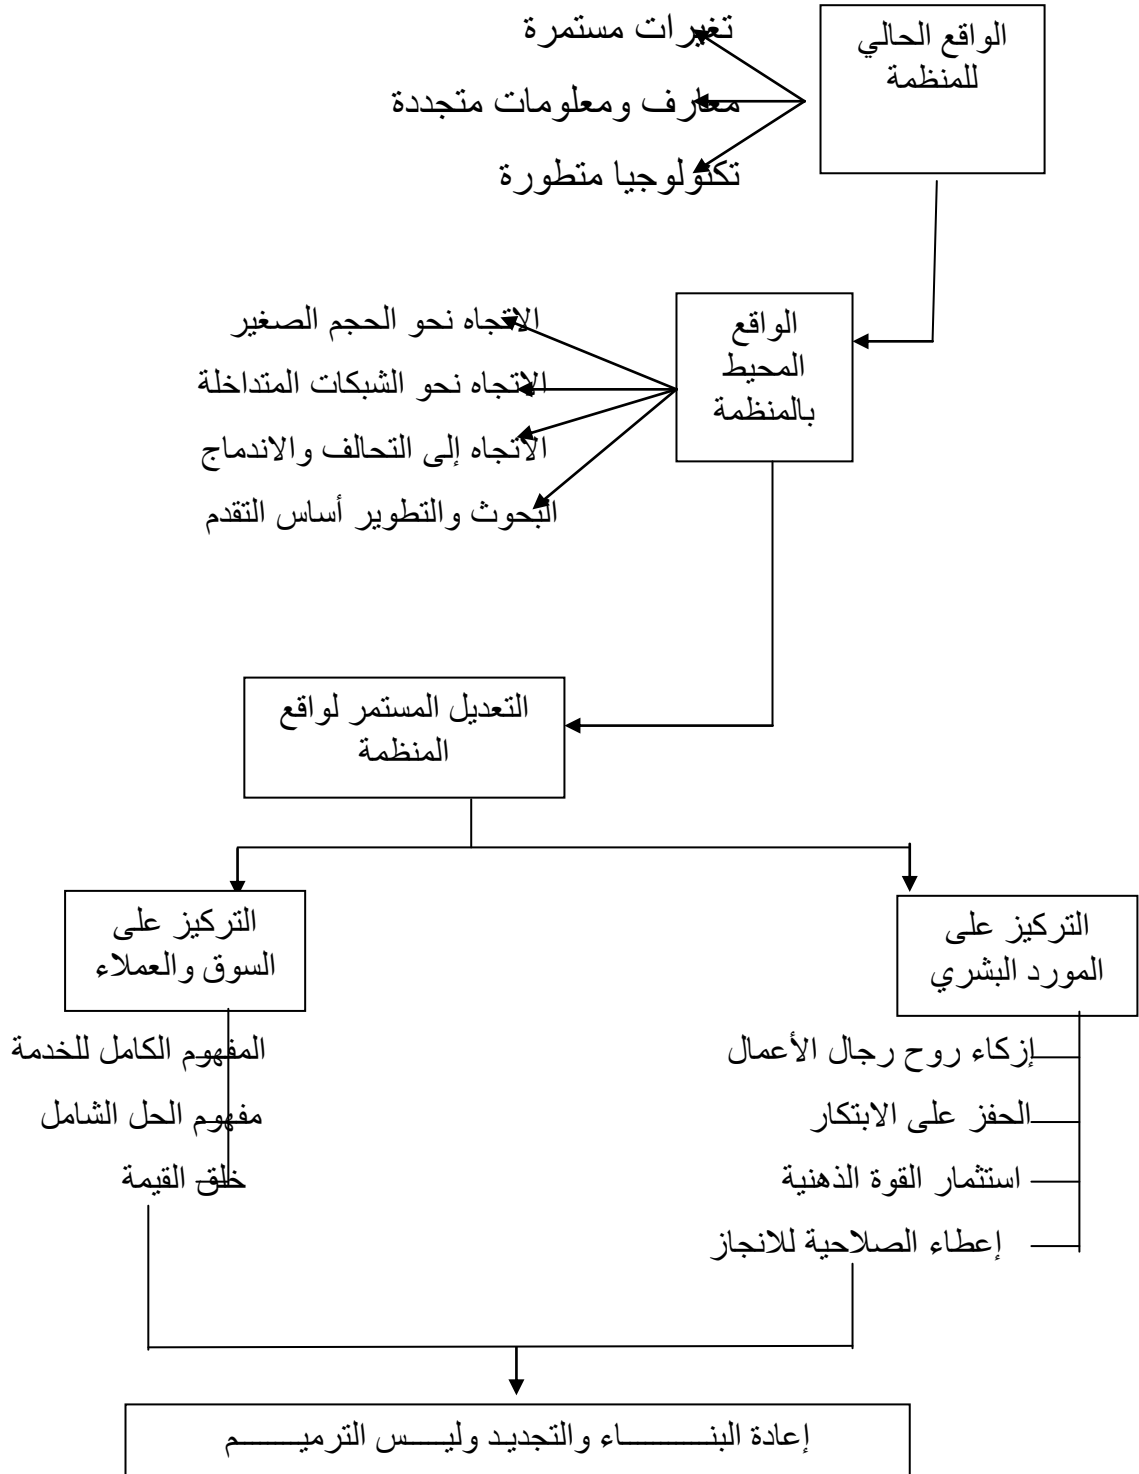 الواقع الحالي
للمنظمة
تغيرات مستمرة
معارف ومعلومات متجددة
تكنولوجيا متطورة
الواقع
المحيط
بالمنظمة
الاتجاه نحو الحجم الصغير
الاتجاه نحو الشبكات المتداخلة
الاتجاه إلى التحالف والاندماج
البحوث والتطوير أساس التقدم
التعديل المستمر لواقع
المنظمة
التركيز على
المورد البشري
إزكاء روح رجال الأعمال
الحفز على الابتكار
استثمار القوة الذهنية
إعطاء الصلاحية للانجاز
التركيز على
السوق والعملاء
المفهوم الكامل للخدمة
مفهوم الحل الشامل
خلق القيمة
إعادة البنــــــــاء والتجديد وليــــس الترميـــــــم